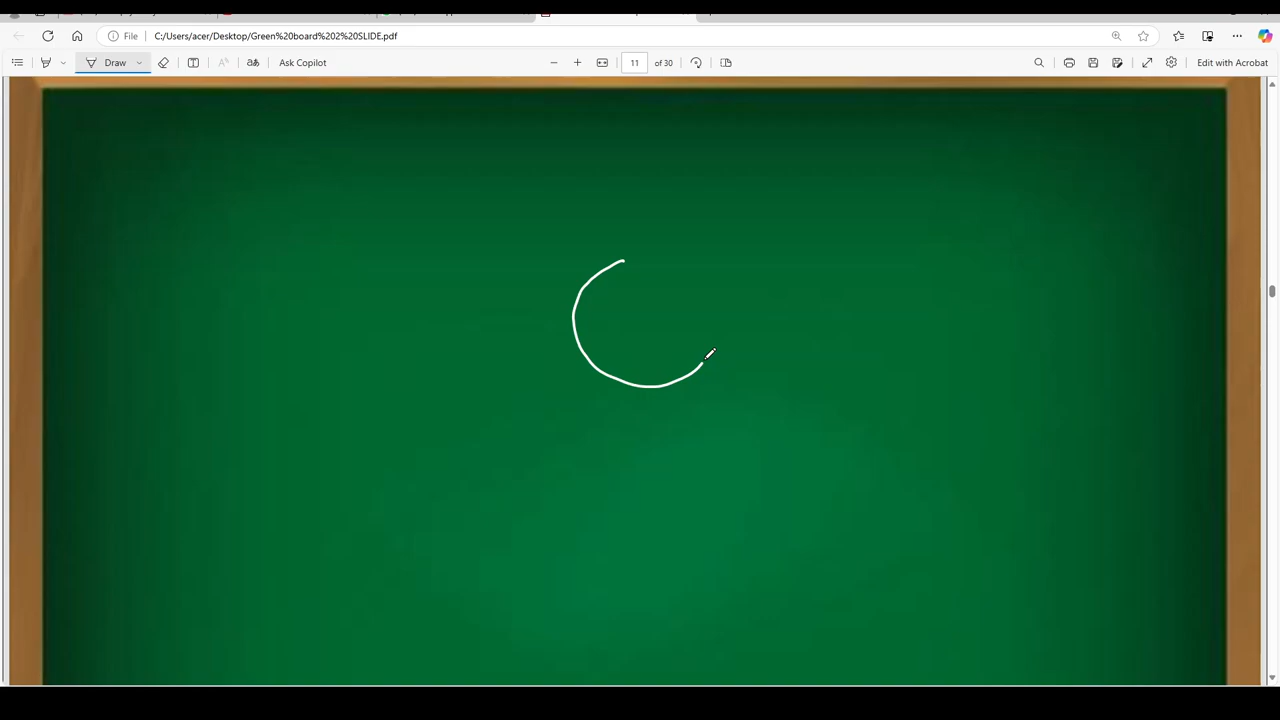 File C:/Users/acer/Desktop/Green%20board%202%20SLIDE.pdf
Draw Ask Copilot 11 of 30 Edit with Acrobat